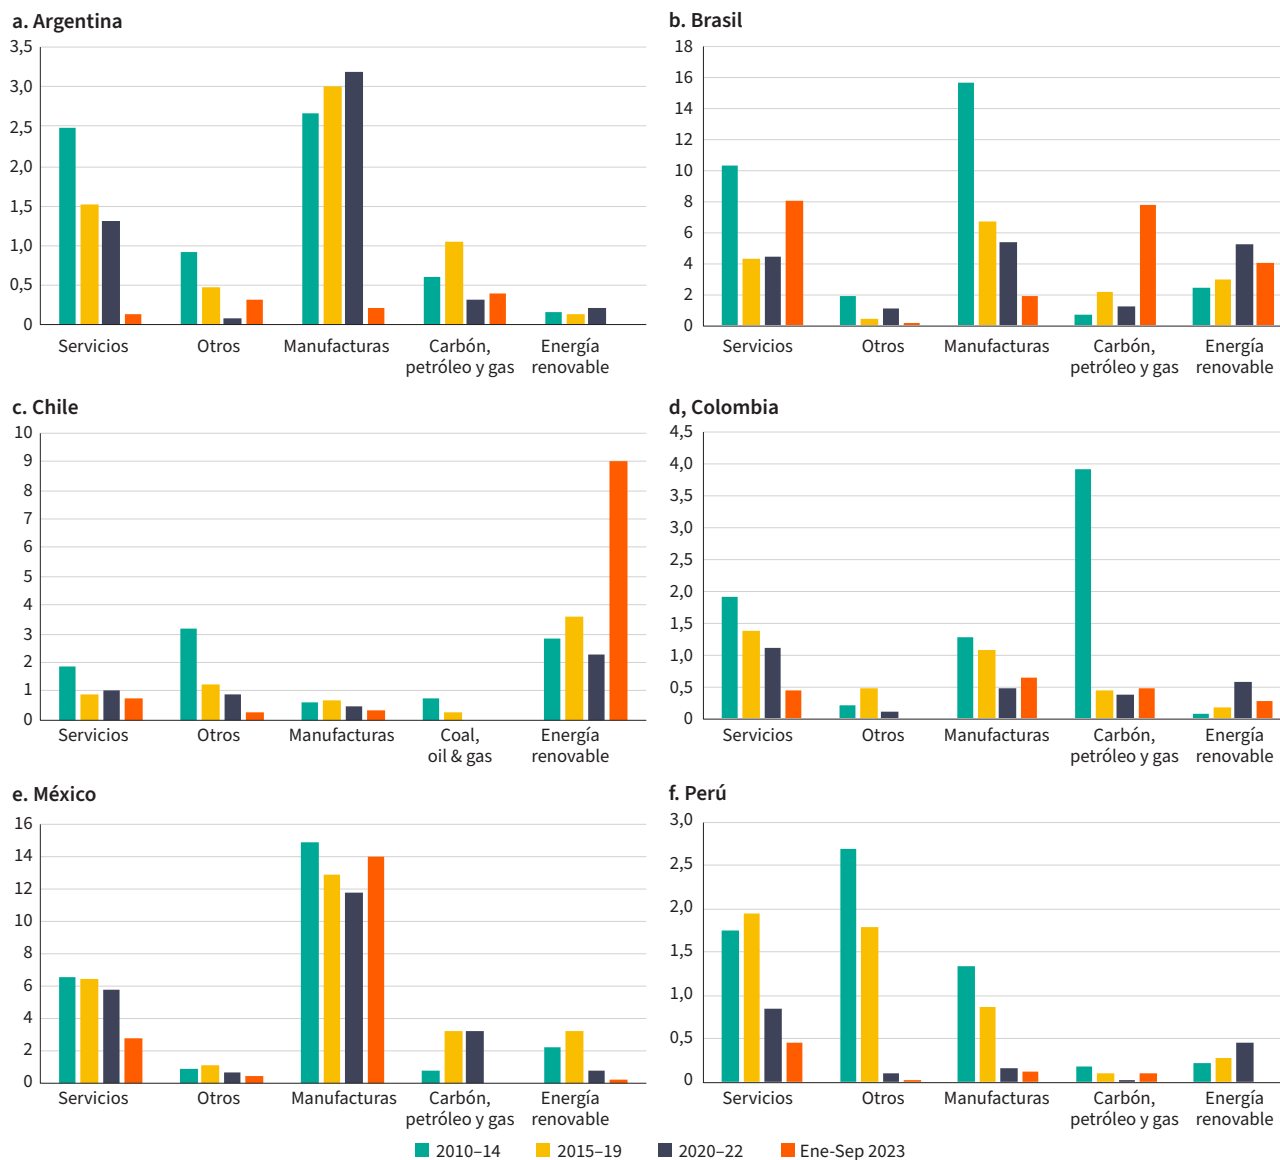 a. Argentina
3,5
3,0
2,5
2,0
1,5
1,0
0,5
0
Servicios
Otros
Manufacturas
Carbón,
petróleo y gas
Energía
renovable
b. Brasil
18
16
14
12
10
8
6
4
2
0
Servicios
Otros
Manufacturas
Carbón,
petróleo y gas
Energía
renovable
c. Chile
10
9
8
7
6
5
4
3
2
1
0
Servicios
Otros
Manufacturas
Coal,
oil & gas
Energía
renovable
d, Colombia
4,5
4,0
3,5
3,0
2,5
2,0
1,5
1,0
0,5
0
Servicios
Otros
Manufacturas
Carbón,
petróleo y gas
Energía
renovable
e. México
16
14
12
10
8
6
4
2
0
Servicios
Otros
Manufacturas
Carbón,
petróleo y gas
Energía
renovable
f. Perú
3,0
2,5
2,0
1,5
1,0
0,5
0
Servicios
Otros
Manufacturas
Carbón,
petróleo y gas
Energía
renovable
2010–14
2015–19
2020–22
Ene-Sep 2023